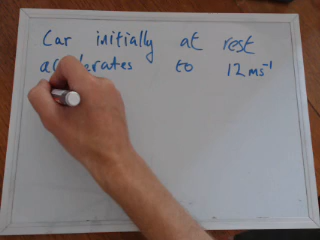 Car initially at rest
accelerates to 12ms⁻¹